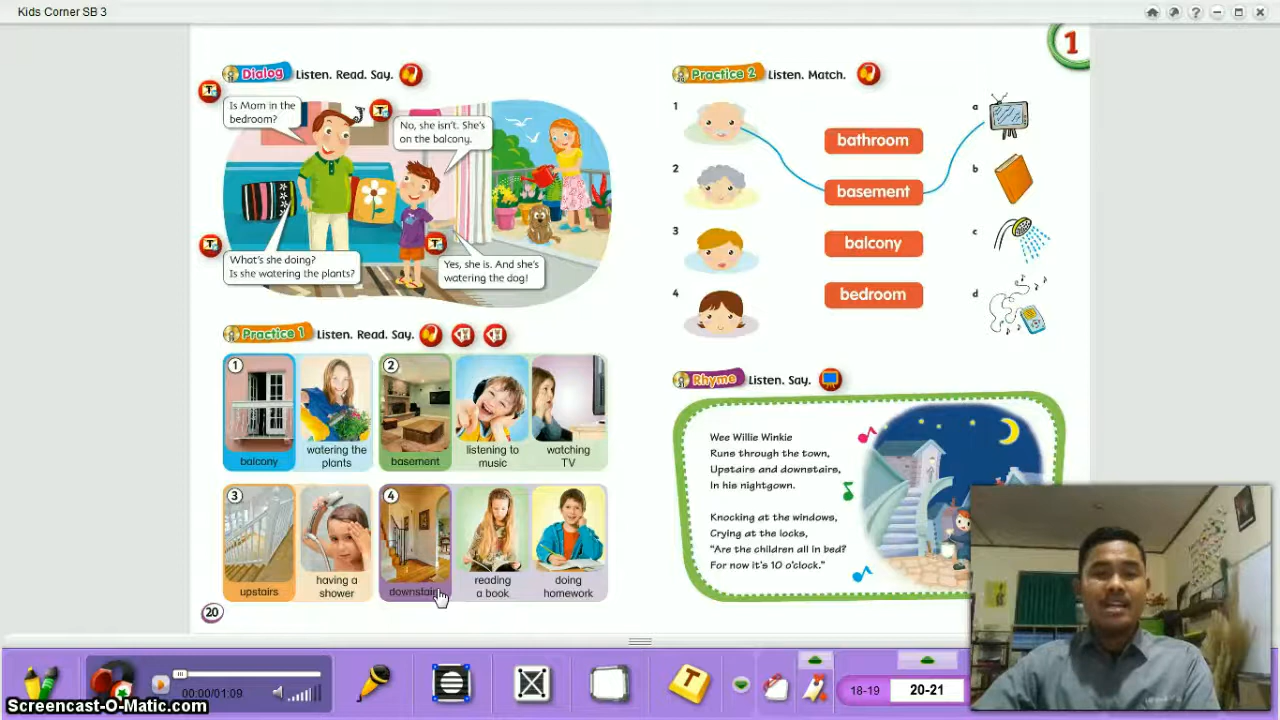 Kids Corner SB 3
1
Dialog Listen. Read. Say.
Is Mom in the
bedroom?
No, she isn't. She's
on the balcony.
What's she doing?
Is she watering the plants?
Yes, she is. And she's
watering the dog!
Practice 1 Listen. Read. Say.
1
balcony
watering the
plants
2
basement
listening to
music
watching
TV
3
upstairs
having a
shower
4
reading
a book
doing
homework
20
Practice 2 Listen. Match.
1
2
3
4
bathroom
basement
balcony
bedroom
a
b
c
d
Rhyme Listen. Say.
Wee Willie Winkie
Runs through the town,
Upstairs and downstairs,
In his nightgown.
Knocking at the windows,
Crying at the locks,
"Are the children all in bed?
For now it's 10 o'clock."
00:00/01:09
T
18-19
20-21
Screencast-O-Matic.com